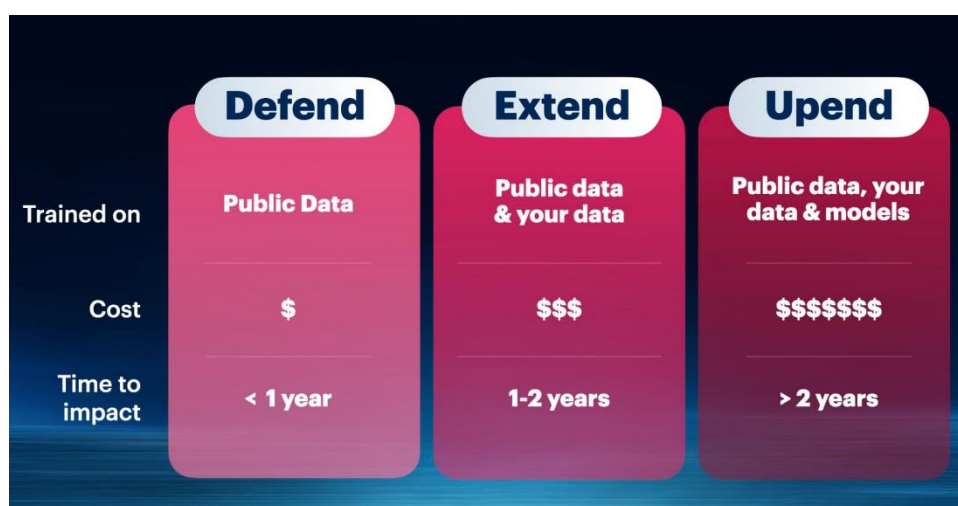 Defend
Extend
Upend
Trained on
Public Data
Public data
& your data
Public data, your
data & models
Cost
$
$$$
$$$$$$$
Time to
impact
< 1 year
1-2 years
> 2 years